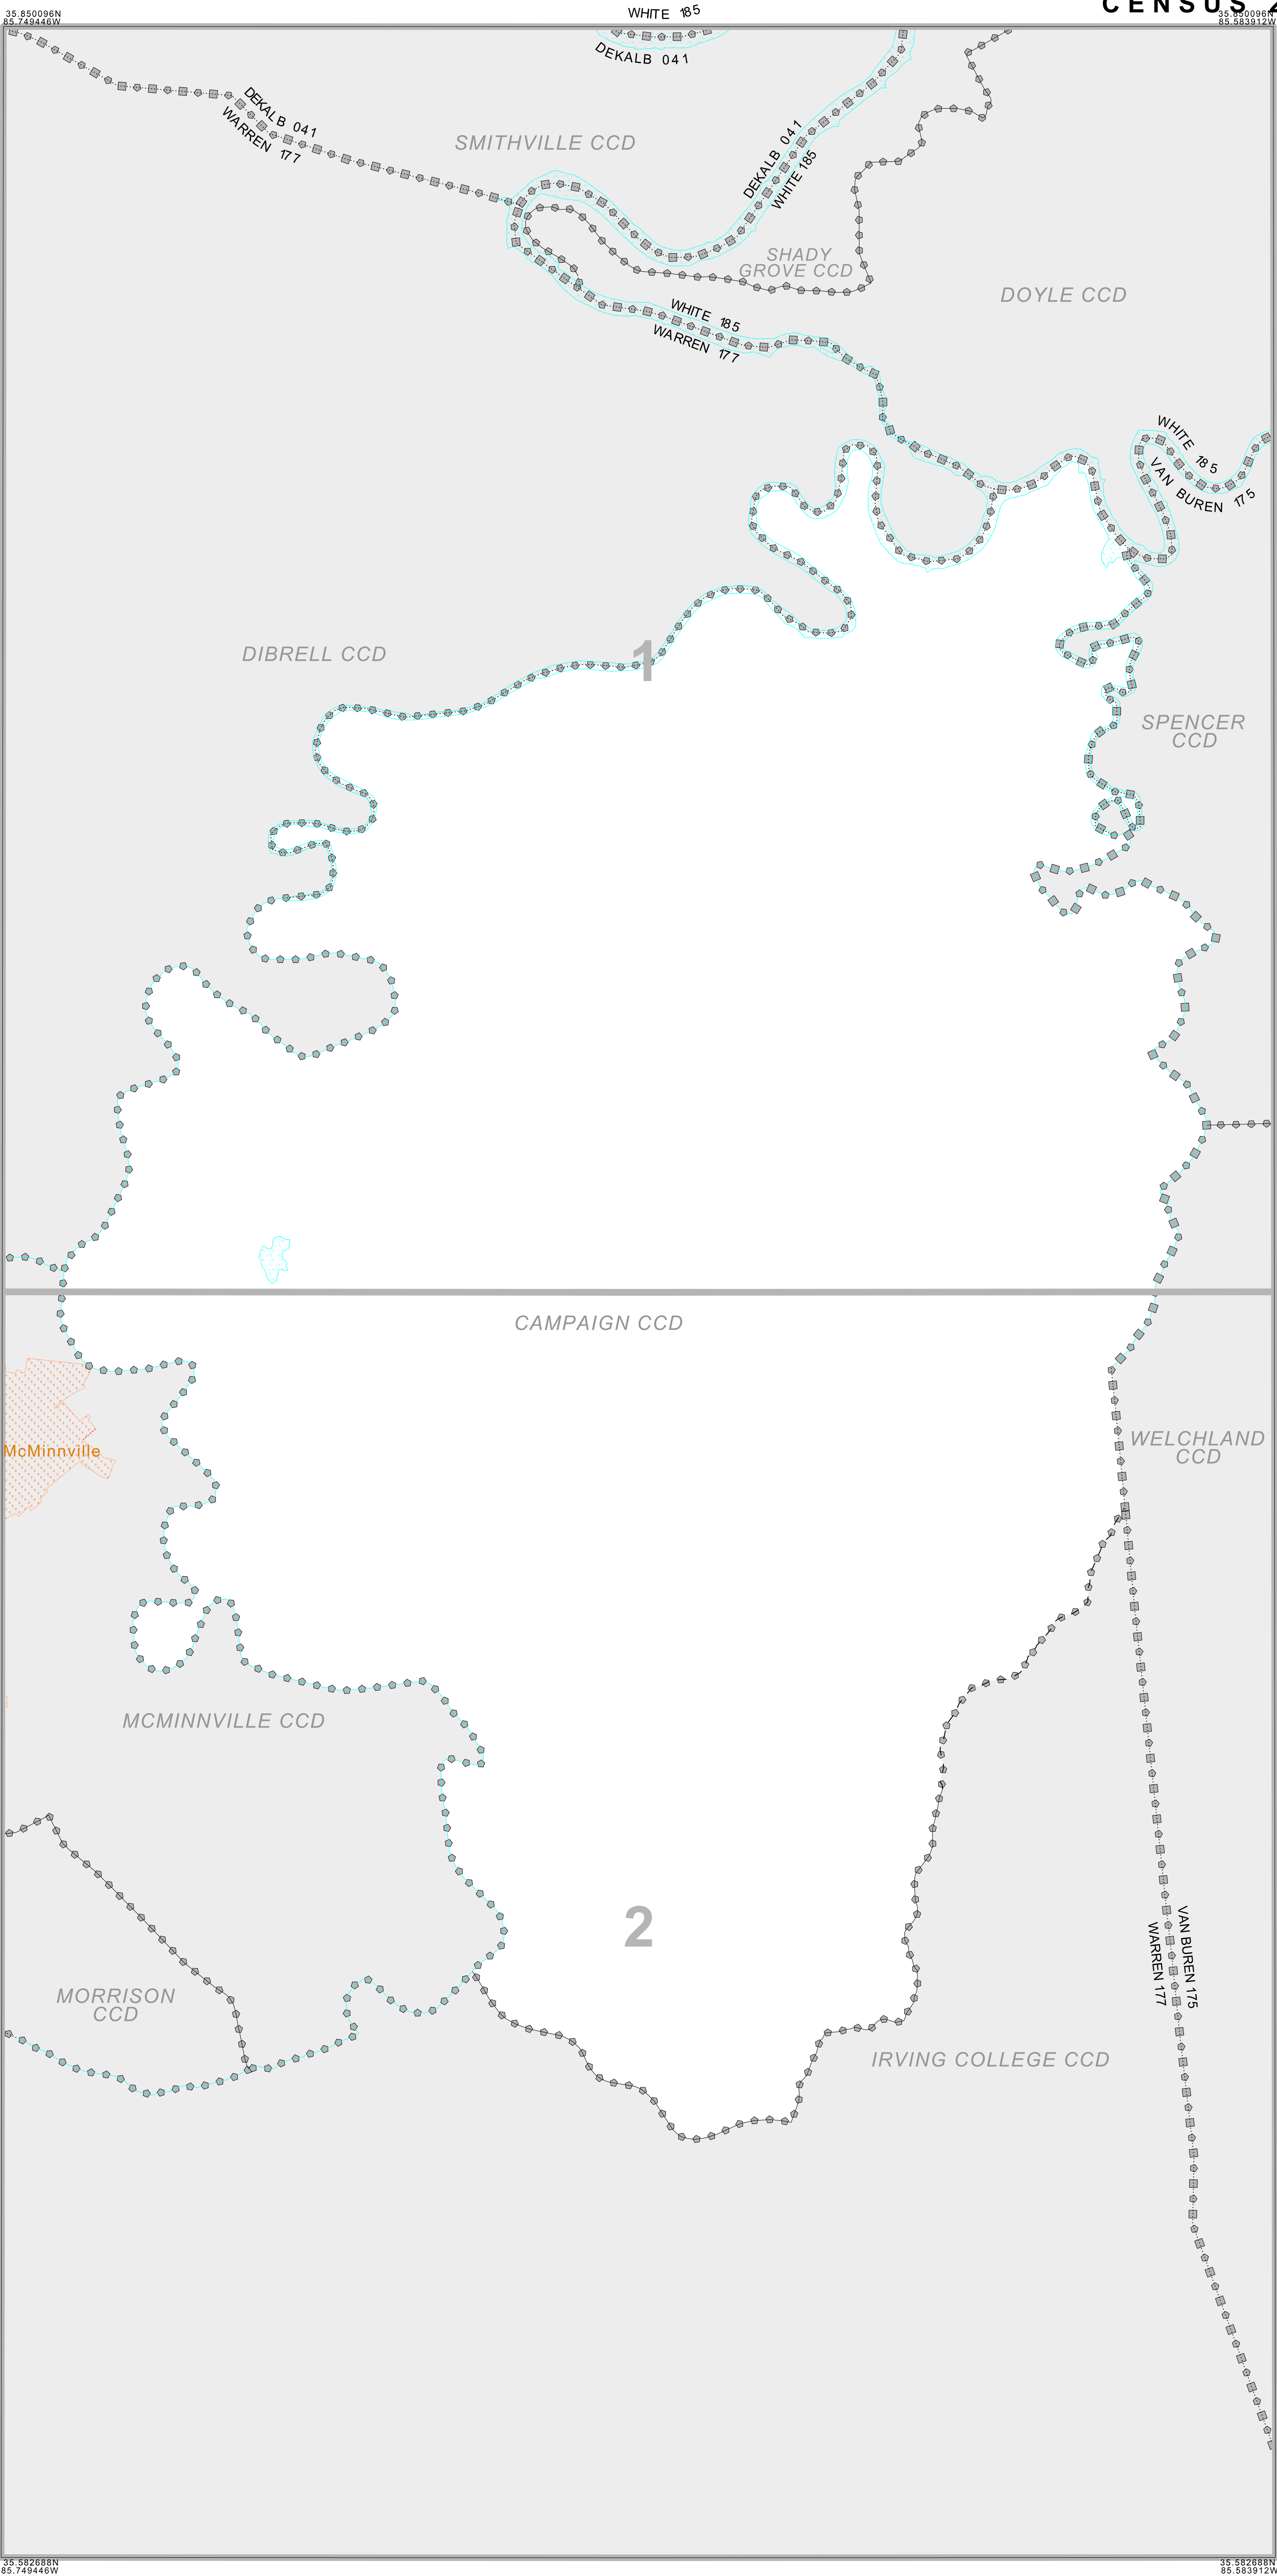 CENSUS 2
35.850096N
85.749446W
WHITE 185
35.850096N
85.583912W
DEKALB 041
DEKALB 041
WARREN 177
SMITHVILLE CCD
DEKALB 041
WHITE 185
SHADY
GROVE CCD
DOYLE CCD
WHITE 185
WARREN 177
WHITE 185
VAN BUREN 175
DIBRELL CCD
1
SPENCER
CCD
CAMPAIGN CCD
McMinnville
WELCHLAND
CCD
MCMINNVILLE CCD
2
VAN BUREN 175
WARREN 177
MORRISON
CCD
IRVING COLLEGE CCD
35.582688N
85.749446W
35.582688N
85.583912W